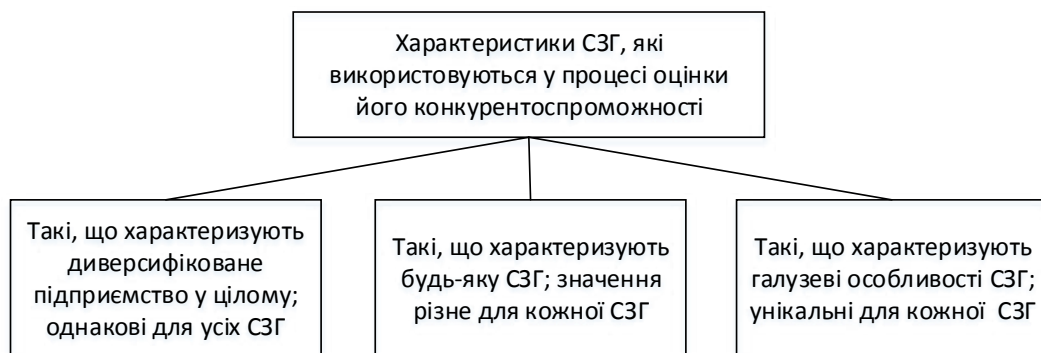 Характеристики СЗГ, які
використовуються у процесі оцінки
його конкурентоспроможності
Такі, що характеризують
диверсифіковане
підприємство у цілому;
однакові для усіх СЗГ
Такі, що характеризують
будь-яку СЗГ; значення
різне для кожної СЗГ
Такі, що характеризують
галузеві особливості СЗГ;
унікальні для кожної СЗГ